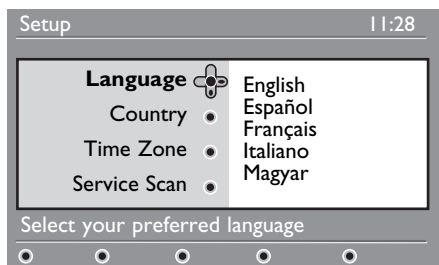 Setup 11:28
Language
Country
Time Zone
Service Scan
English
Español
Français
Italiano
Magyar
Select your preferred language